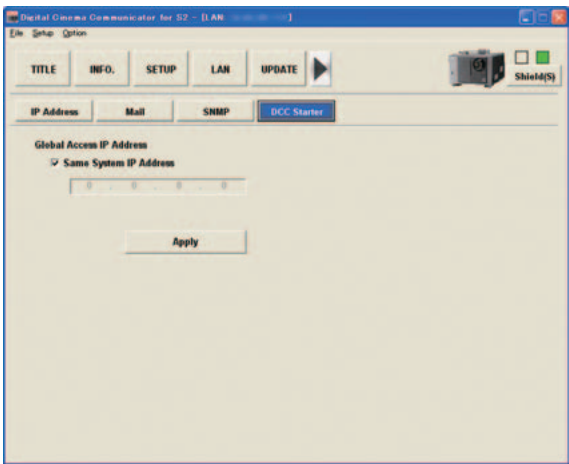 Digital Cinema Communicator for S2 - [LAN ]
File Setup Option
TITLE INFO. SETUP LAN UPDATE Shield(S)
IP Address Mail SNMP DCC Starter
Global Access IP Address
Same System IP Address
0 . 0 . 0 . 0
Apply